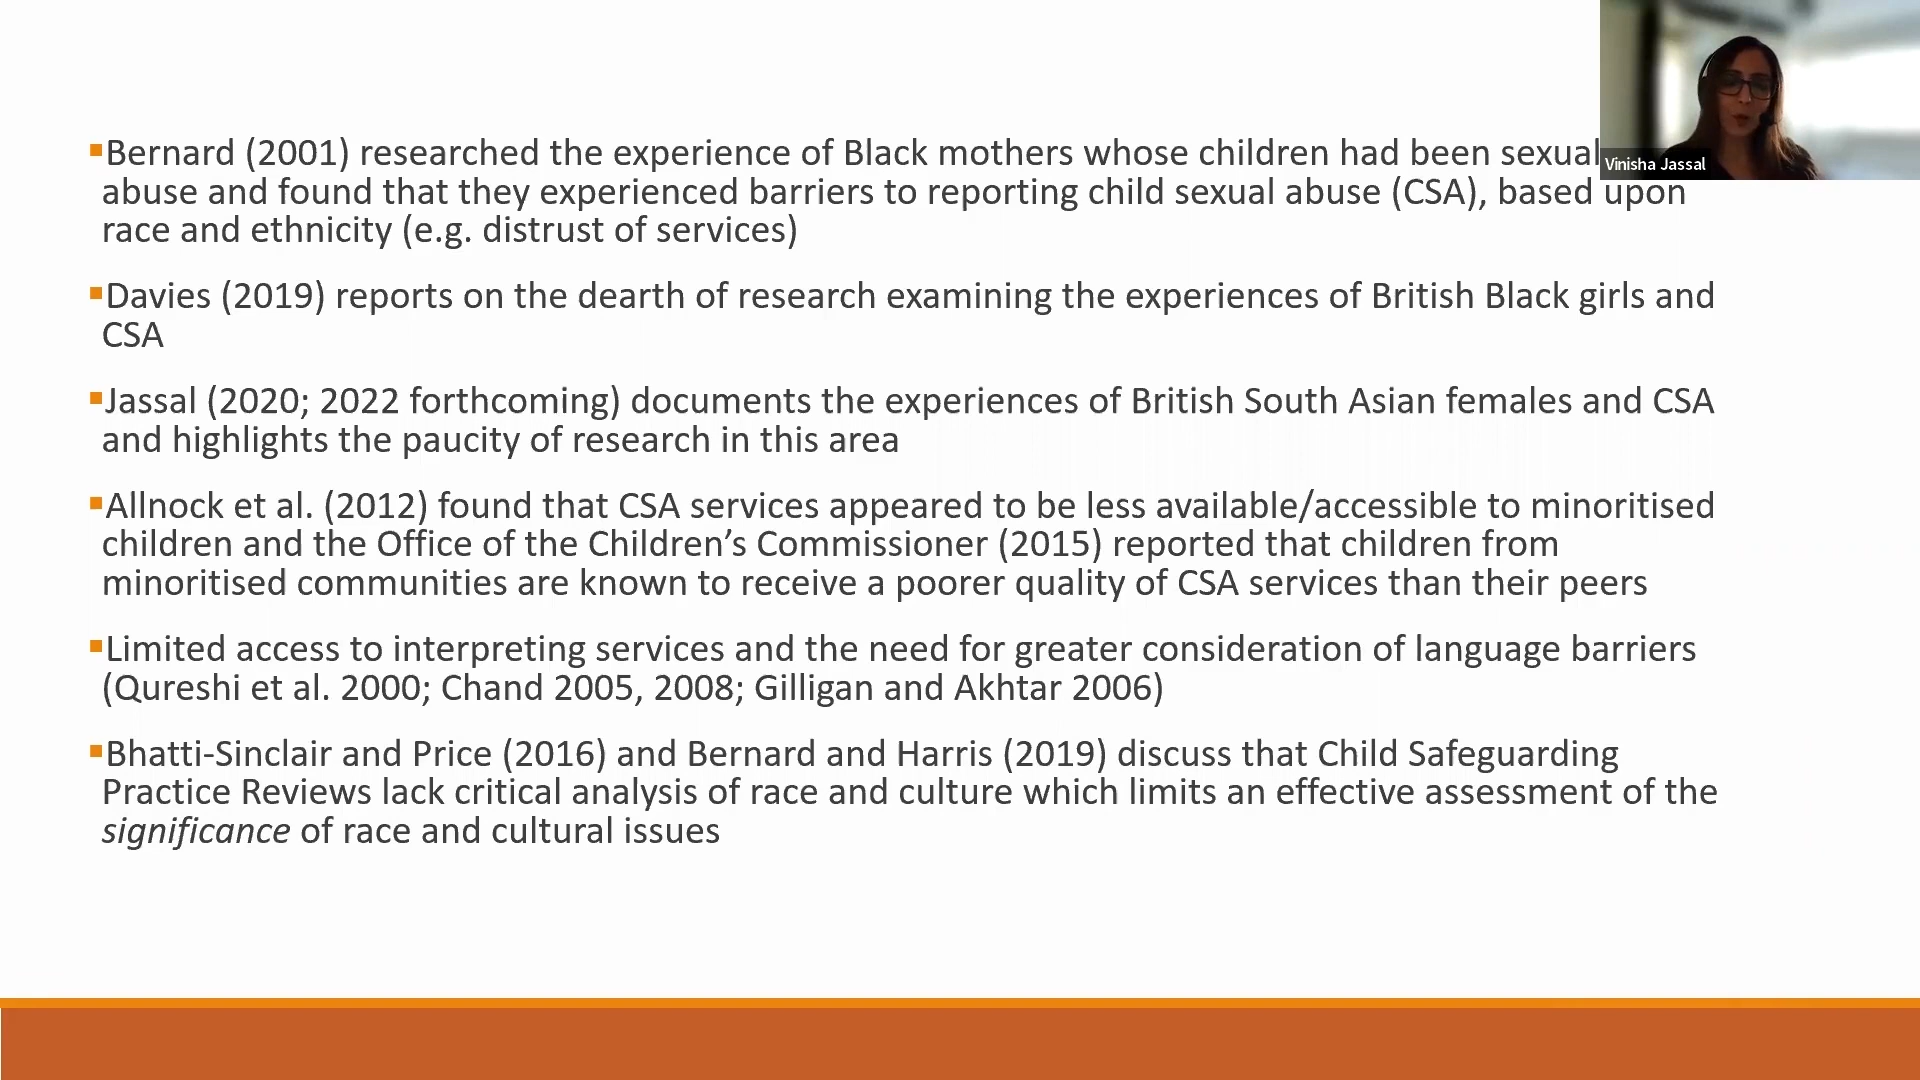 ▪Bernard (2001) researched the experience of Black mothers whose children had been sexual
abuse and found that they experienced barriers to reporting child sexual abuse (CSA), based upon
race and ethnicity (e.g. distrust of services)
▪Davies (2019) reports on the dearth of research examining the experiences of British Black girls and
CSA
▪Jassal (2020; 2022 forthcoming) documents the experiences of British South Asian females and CSA
and highlights the paucity of research in this area
▪Allnock et al. (2012) found that CSA services appeared to be less available/accessible to minoritised
children and the Office of the Children’s Commissioner (2015) reported that children from
minoritised communities are known to receive a poorer quality of CSA services than their peers
▪Limited access to interpreting services and the need for greater consideration of language barriers
(Qureshi et al. 2000; Chand 2005, 2008; Gilligan and Akhtar 2006)
▪Bhatti-Sinclair and Price (2016) and Bernard and Harris (2019) discuss that Child Safeguarding
Practice Reviews lack critical analysis of race and culture which limits an effective assessment of the
significance of race and cultural issues
Vinisha Jassal